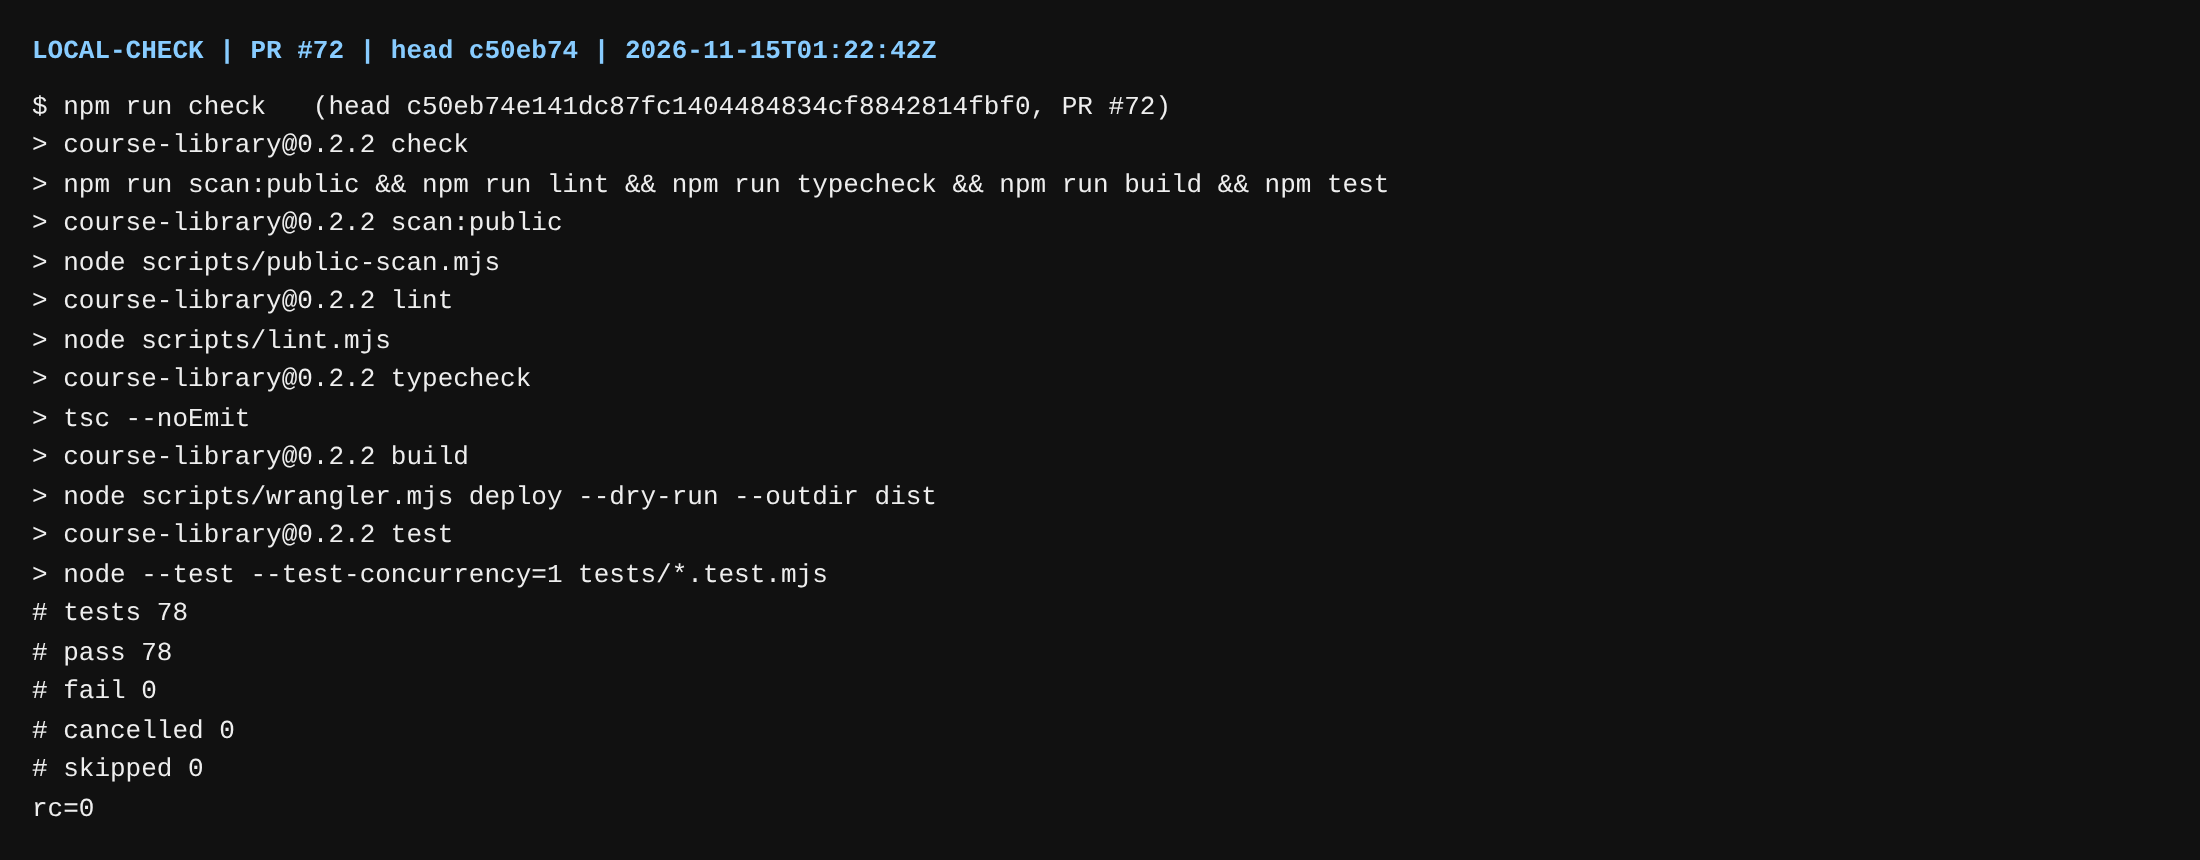 LOCAL-CHECK | PR #72 | head c50eb74 | 2026-11-15T01:22:42Z
$ npm run check   (head c50eb74e141dc87fc1404484834cf8842814fbf0, PR #72)
> course-library@0.2.2 check
> npm run scan:public && npm run lint && npm run typecheck && npm run build && npm test
> course-library@0.2.2 scan:public
> node scripts/public-scan.mjs
> course-library@0.2.2 lint
> node scripts/lint.mjs
> course-library@0.2.2 typecheck
> tsc --noEmit
> course-library@0.2.2 build
> node scripts/wrangler.mjs deploy --dry-run --outdir dist
> course-library@0.2.2 test
> node --test --test-concurrency=1 tests/*.test.mjs
# tests 78
# pass 78
# fail 0
# cancelled 0
# skipped 0
rc=0